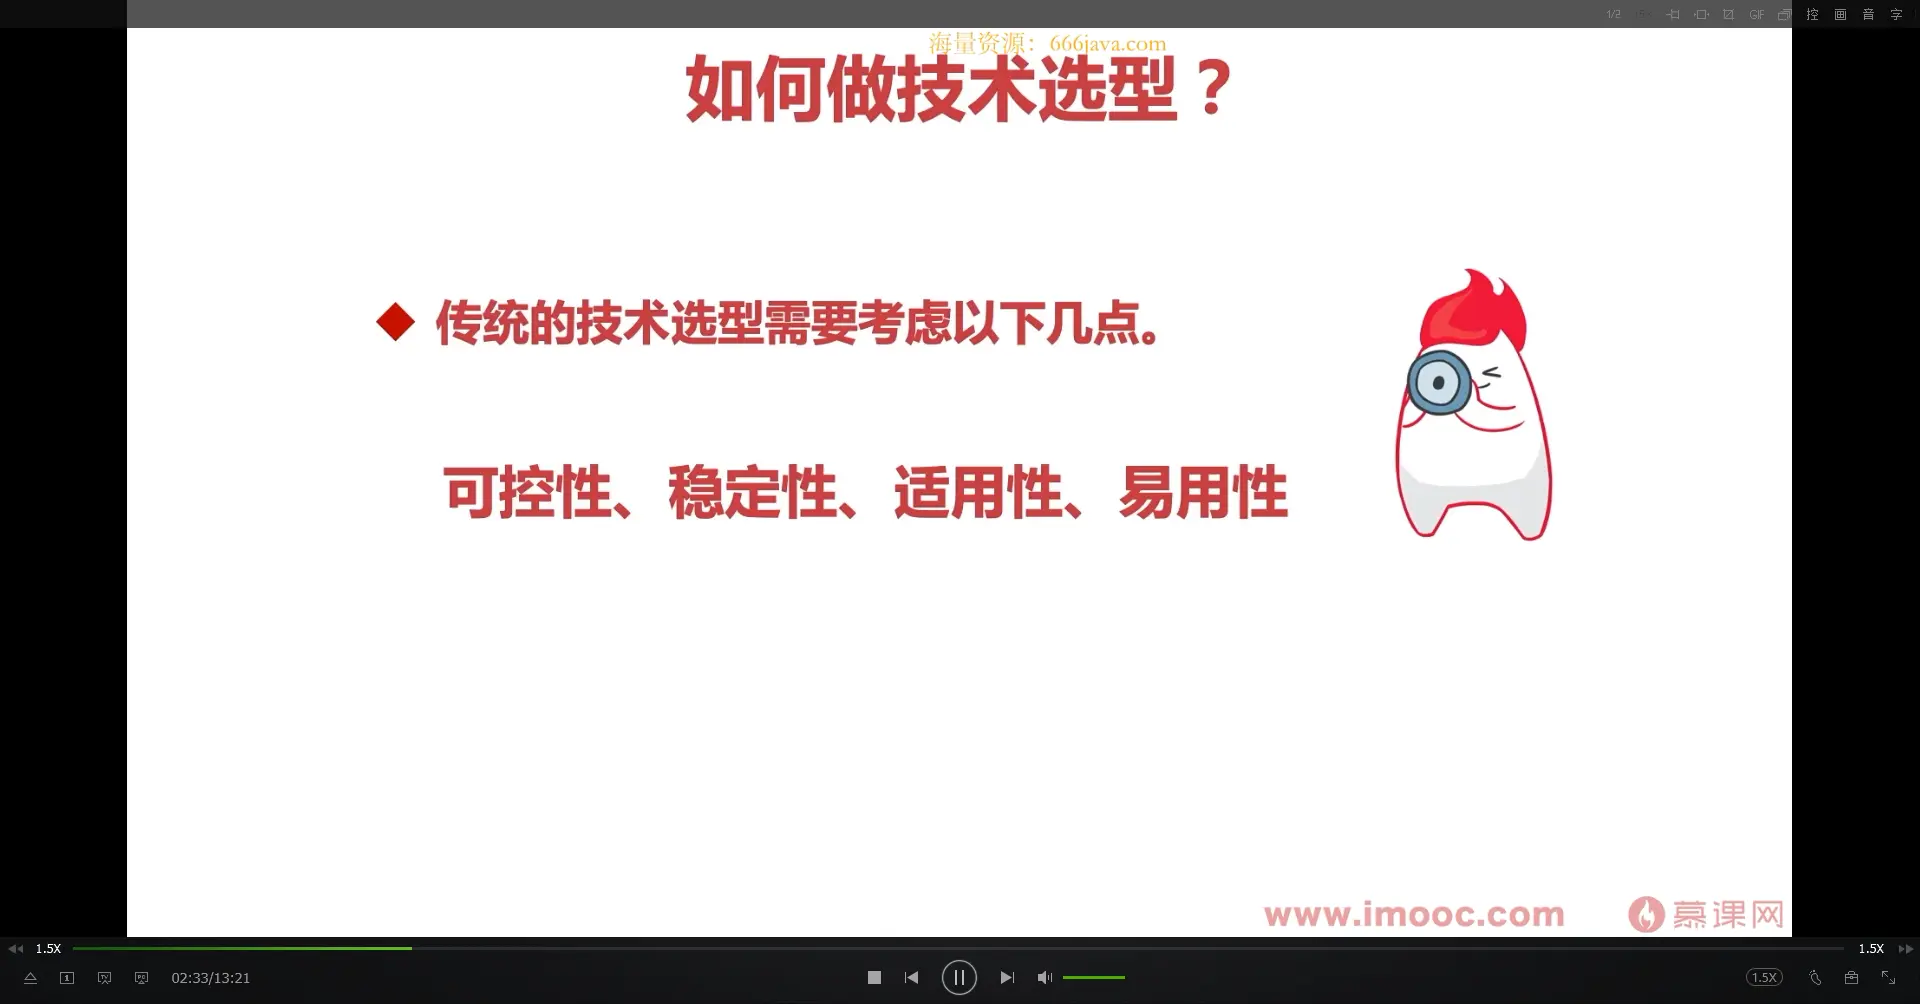 1/2 GIF 控 画 音 字
海量资源：666java.com
如何做技术选型？
传统的技术选型需要考虑以下几点。
可控性、稳定性、适用性、易用性
www.imooc.com 慕课网
1.5X 1.5X
02:33/13:21 1.5X